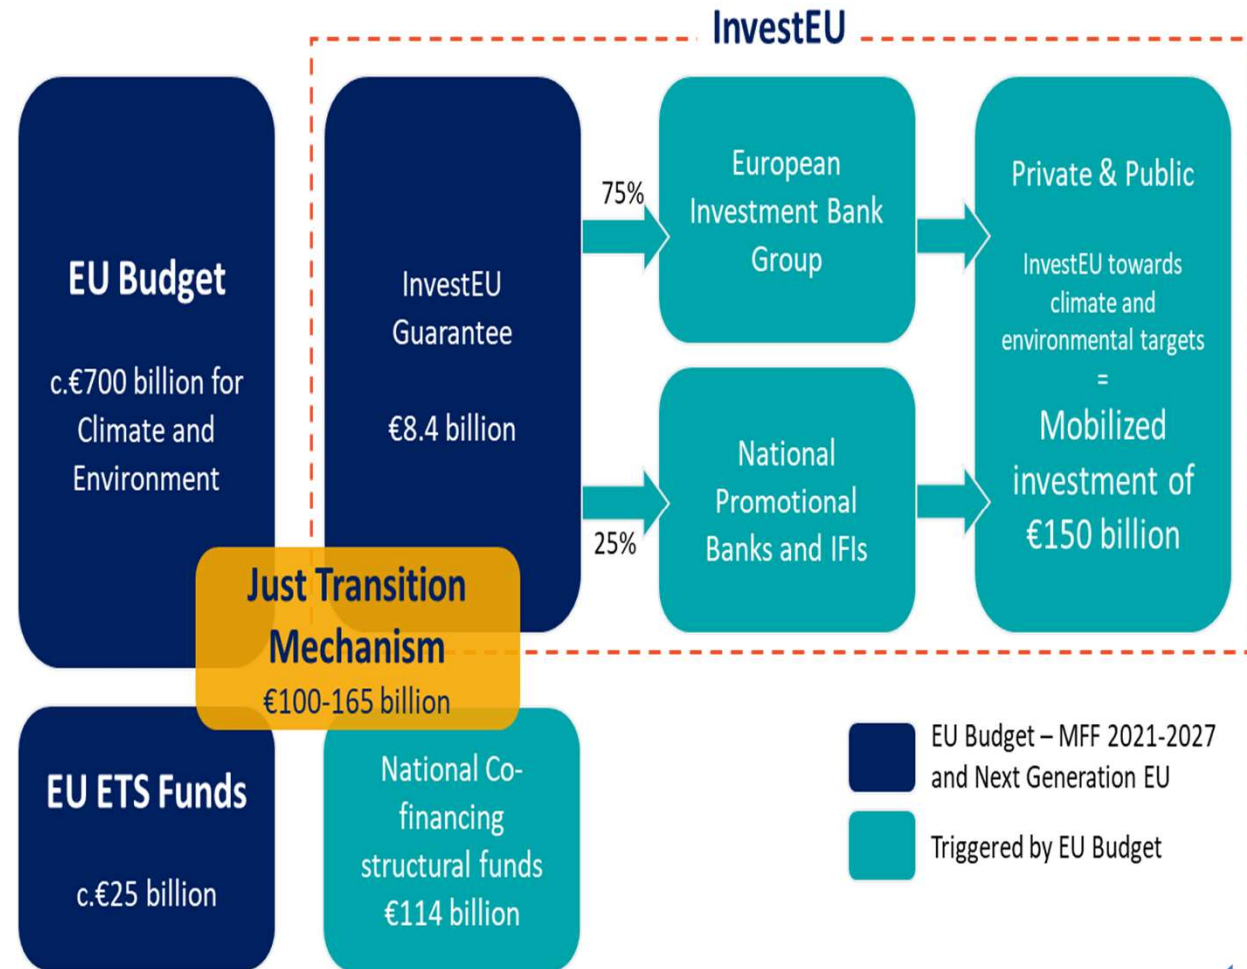 InvestEU
EU Budget
c.€700 billion for
Climate and
Environment
InvestEU
Guarantee
€8.4 billion
75%
25%
European
Investment Bank
Group
National
Promotional
Banks and IFIs
Private & Public
InvestEU towards
climate and
environmental targets
=
Mobilized
investment of
€150 billion
Just Transition
Mechanism
€100-165 billion
EU ETS Funds
c.€25 billion
National Co-
financing
structural funds
€114 billion
EU Budget – MFF 2021-2027
and Next Generation EU
Triggered by EU Budget